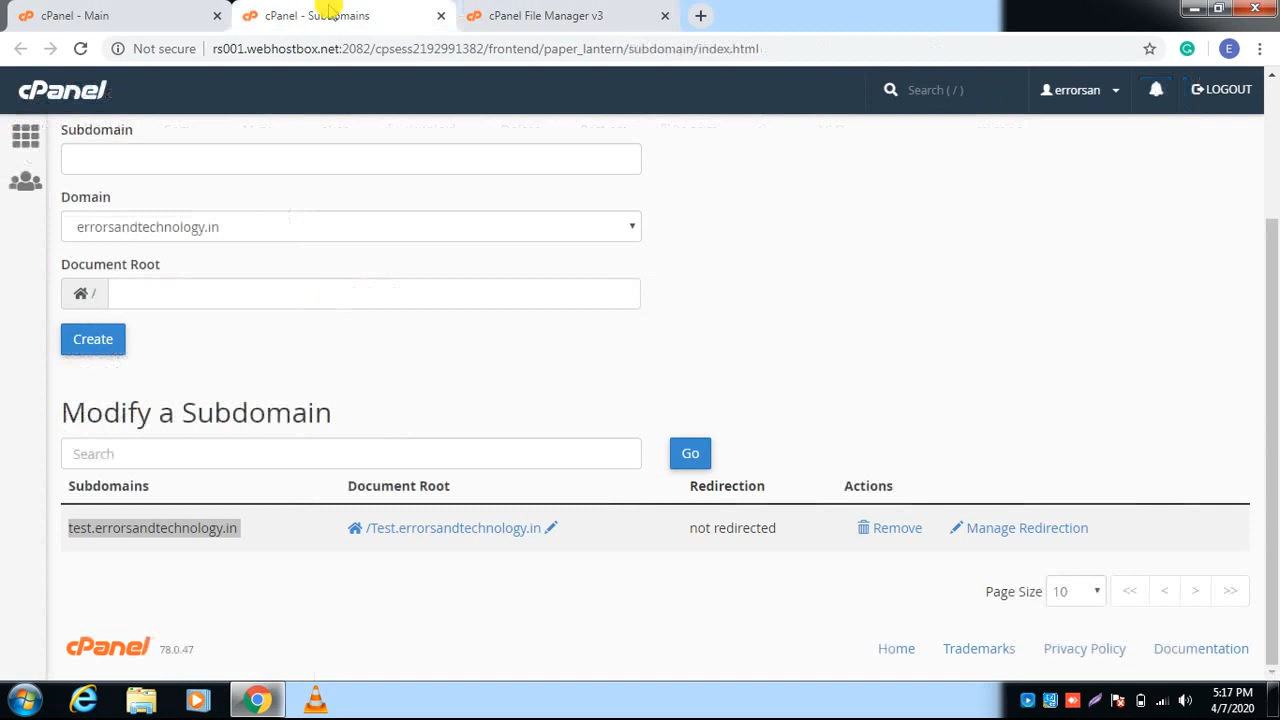 cPanel - Main
cPanel - Subdomains
cPanel File Manager v3
Not secure
rs001.webhostbox.net:2082/cpsess2192991382/frontend/paper_lantern/subdomain/index.html
E
cPanel
Search ( / )
errorsan
LOGOUT
Subdomain
Domain
errorsandtechnology.in
Document Root
/
Create
Modify a Subdomain
Search
Go
Subdomains Document Root Redirection Actions
test.errorsandtechnology.in /Test.errorsandtechnology.in not redirected Remove Manage Redirection
Page Size 10 << < > >>
cPanel 78.0.47 Home Trademarks Privacy Policy Documentation
5:17 PM
4/7/2020